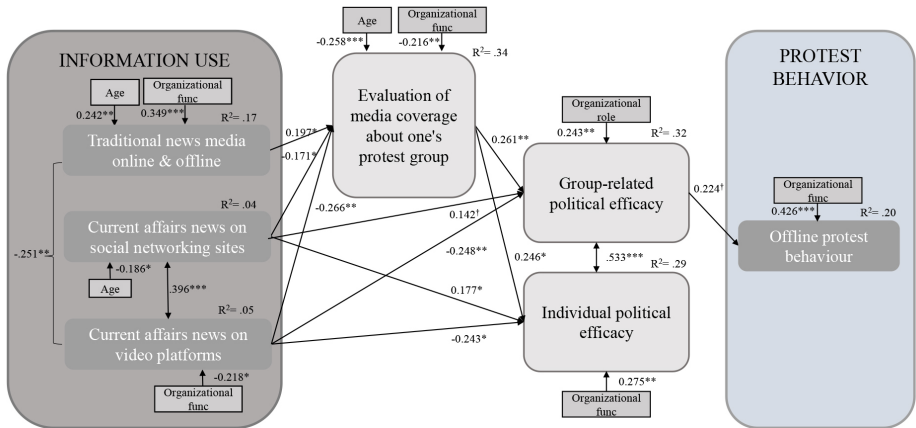 Age
Organizational
func
-0.258***
-0.216**
R2= .34
INFORMATION USE
Age
Organizational
func
0.242**
0.349***
R2= .17
Traditional news media
online & offline
0.197*
-0.171*
Evaluation of
media coverage
about one's
protest group
-0.266**
0.261**
Organizational
role
0.243**
R2= .32
Group-related
political efficacy
0.224†
PROTEST
BEHAVIOR
Organizational
func
0.426***
R2= .20
Offline protest
behaviour
R2= .04
Current affairs news on
social networking sites
-.251**
-0.186*
Age
.396***
0.142†
-0.248**
0.246*
.533***
R2= .29
0.177*
Individual political
efficacy
-0.243*
R2= .05
Current affairs news on
video platforms
-0.218*
Organizational
func
0.275**
Organizational
func